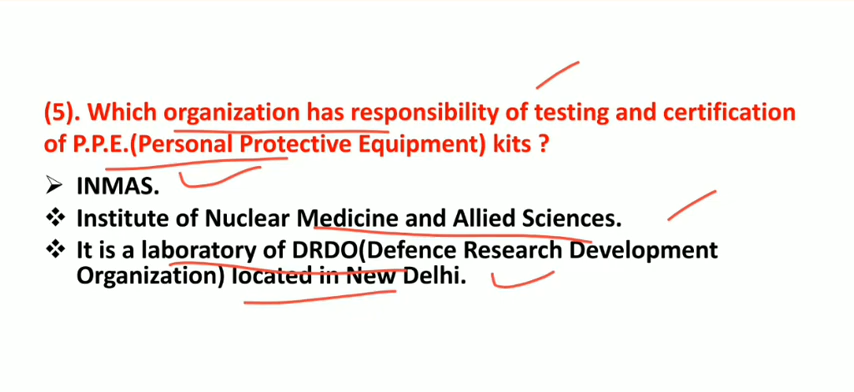 (5). Which organization has responsibility of testing and certification
of P.P.E.(Personal Protective Equipment) kits ?
➤ INMAS.
❖ Institute of Nuclear Medicine and Allied Sciences.
❖ It is a laboratory of DRDO(Defence Research Development
Organization) located in New Delhi.